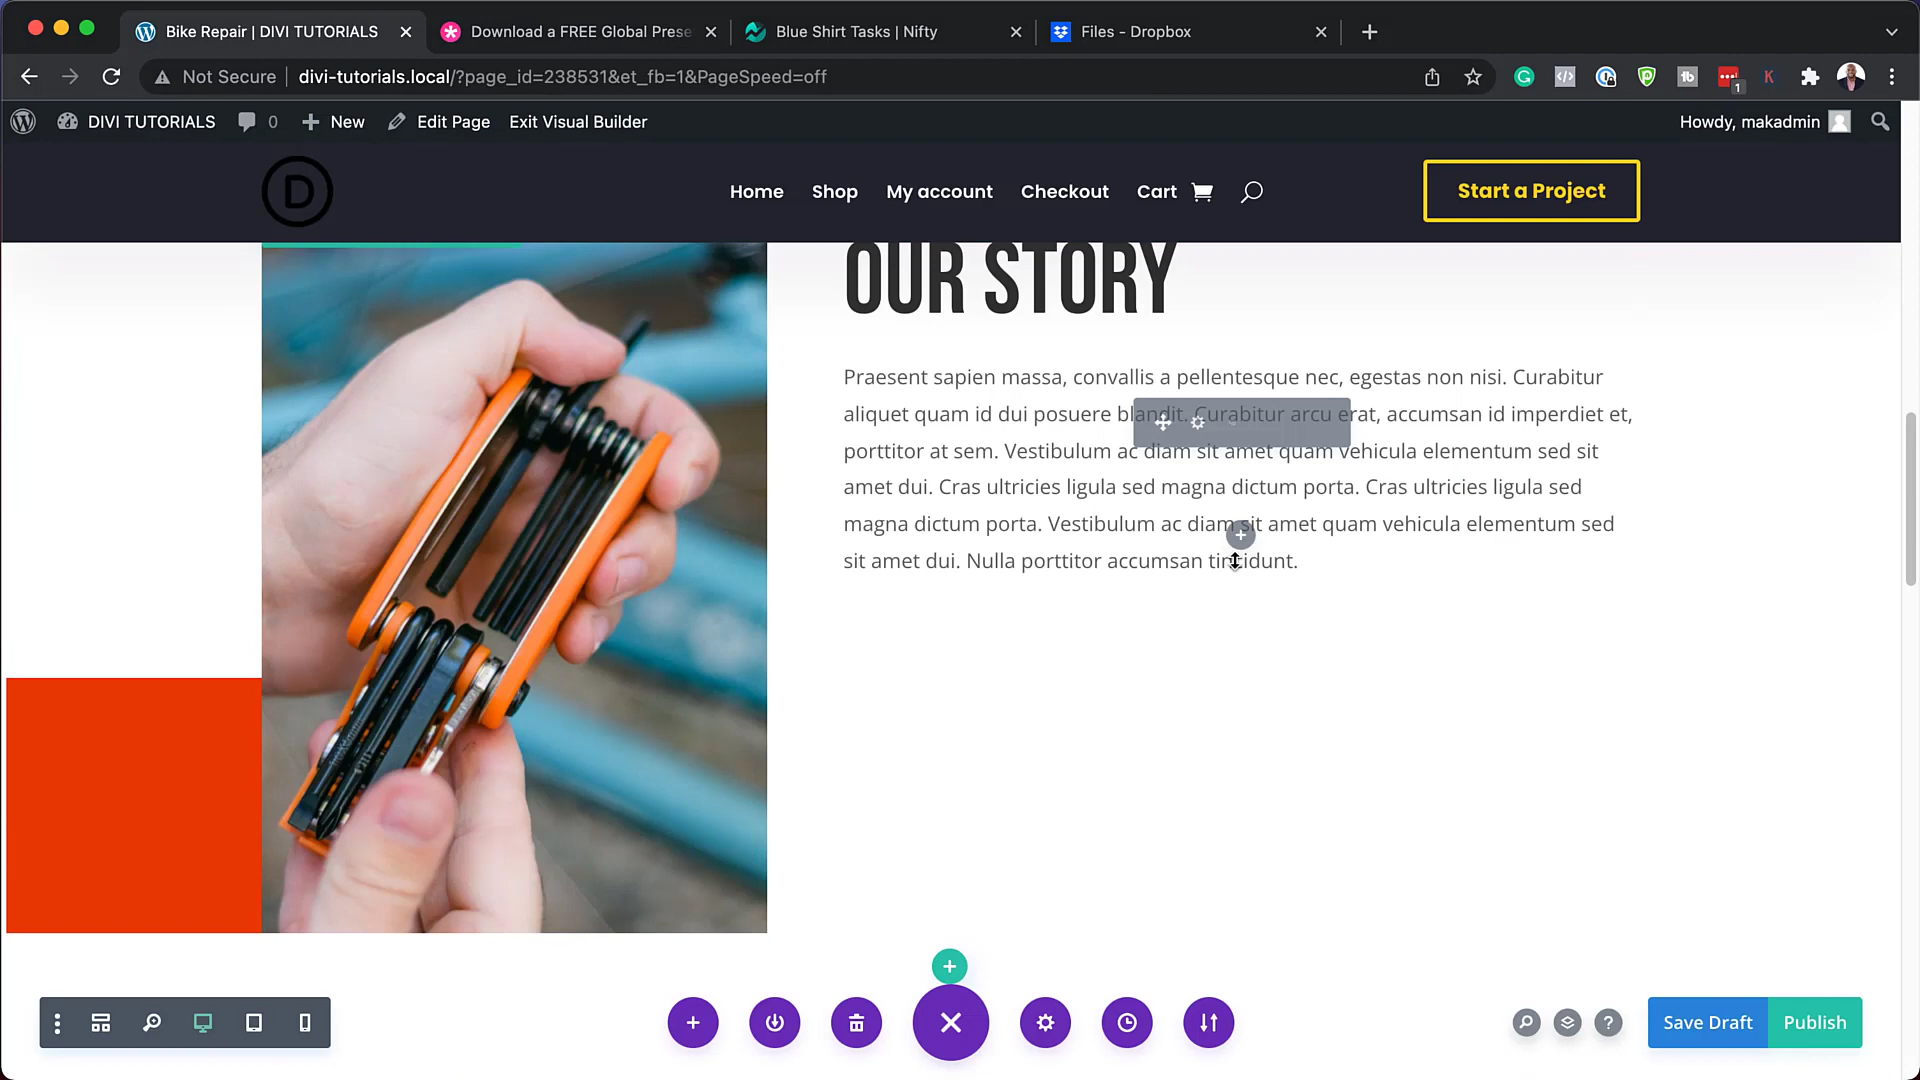 Bike Repair | DIVI TUTORIALS
Download a FREE Global Prese
Blue Shirt Tasks | Nifty
Files - Dropbox
Not Secure
divi-tutorials.local/?page_id=238531&et_fb=1&PageSpeed=off
1
DIVI TUTORIALS
0
New
Edit Page
Exit Visual Builder
Howdy, makadmin
D
Home
Shop
My account
Checkout
Cart
Start a Project
OUR STORY
Praesent sapien massa, convallis a pellentesque nec, egestas non nisi. Curabitur
aliquet quam id dui posuere blandit. Curabitur arcu erat, accumsan id imperdiet et,
porttitor at sem. Vestibulum ac diam sit amet quam vehicula elementum sed sit
amet dui. Cras ultricies ligula sed magna dictum porta. Cras ultricies ligula sed
magna dictum porta. Vestibulum ac diam sit amet quam vehicula elementum sed
sit amet dui. Nulla porttitor accumsan tincidunt.
Save Draft
Publish